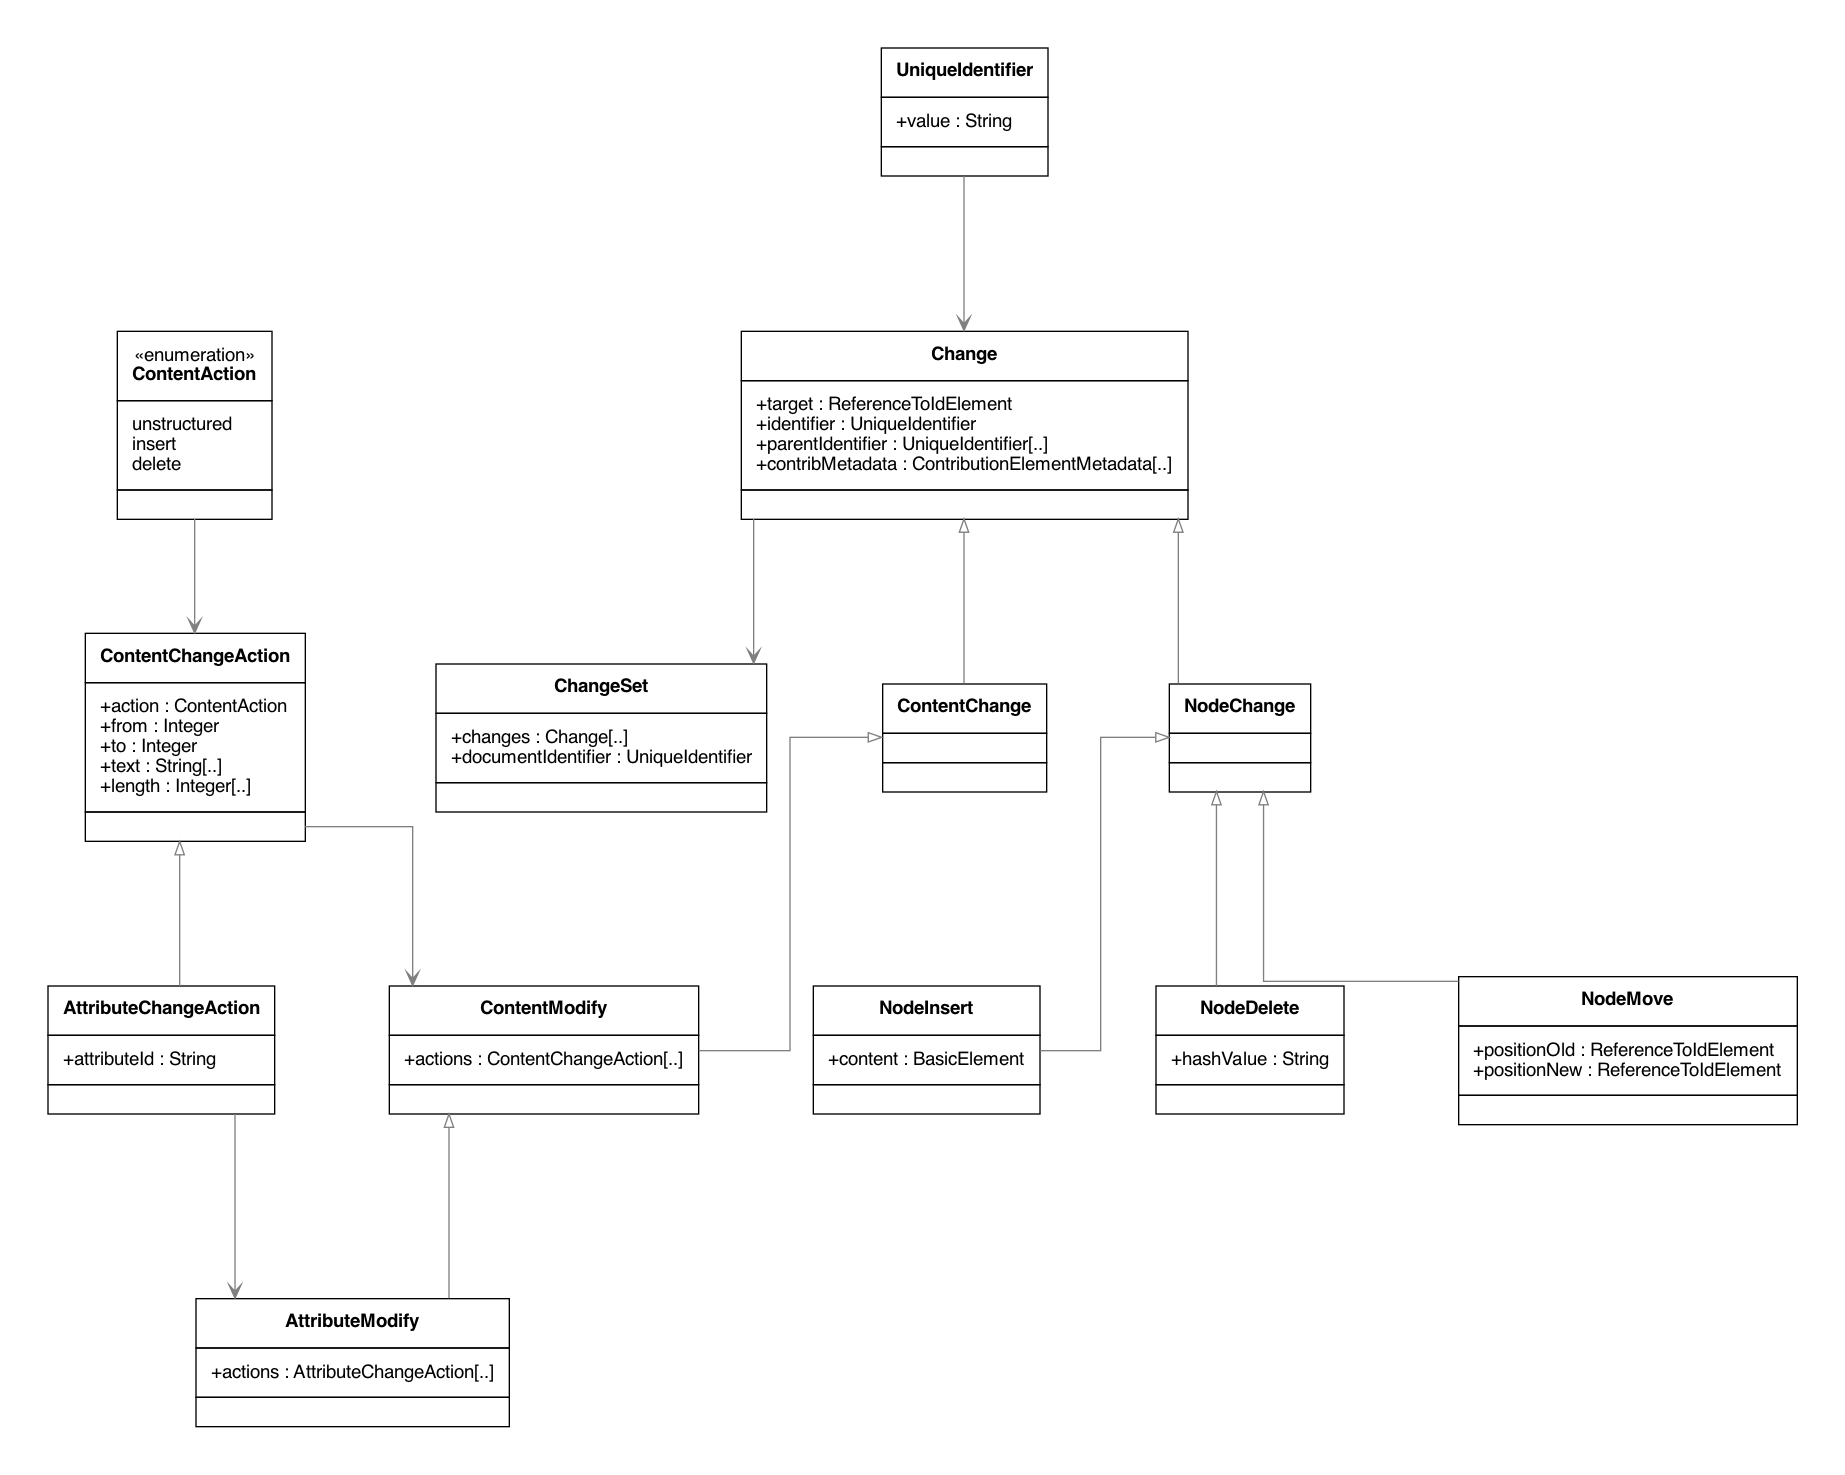 UniqueIdentifier
+value : String
«enumeration»
ContentAction
unstructured
insert
delete
Change
+target : ReferenceToIdElement
+identifier : UniqueIdentifier
+parentIdentifier : UniqueIdentifier[..]
+contribMetadata : ContributionElementMetadata[..]
ContentChangeAction
+action : ContentAction
+from : Integer
+to : Integer
+text : String[..]
+length : Integer[..]
ChangeSet
+changes : Change[..]
+documentIdentifier : UniqueIdentifier
ContentChange
NodeChange
AttributeChangeAction
+attributeId : String
ContentModify
+actions : ContentChangeAction[..]
NodeInsert
+content : BasicElement
NodeDelete
+hashValue : String
NodeMove
+positionOld : ReferenceToIdElement
+positionNew : ReferenceToIdElement
AttributeModify
+actions : AttributeChangeAction[..]